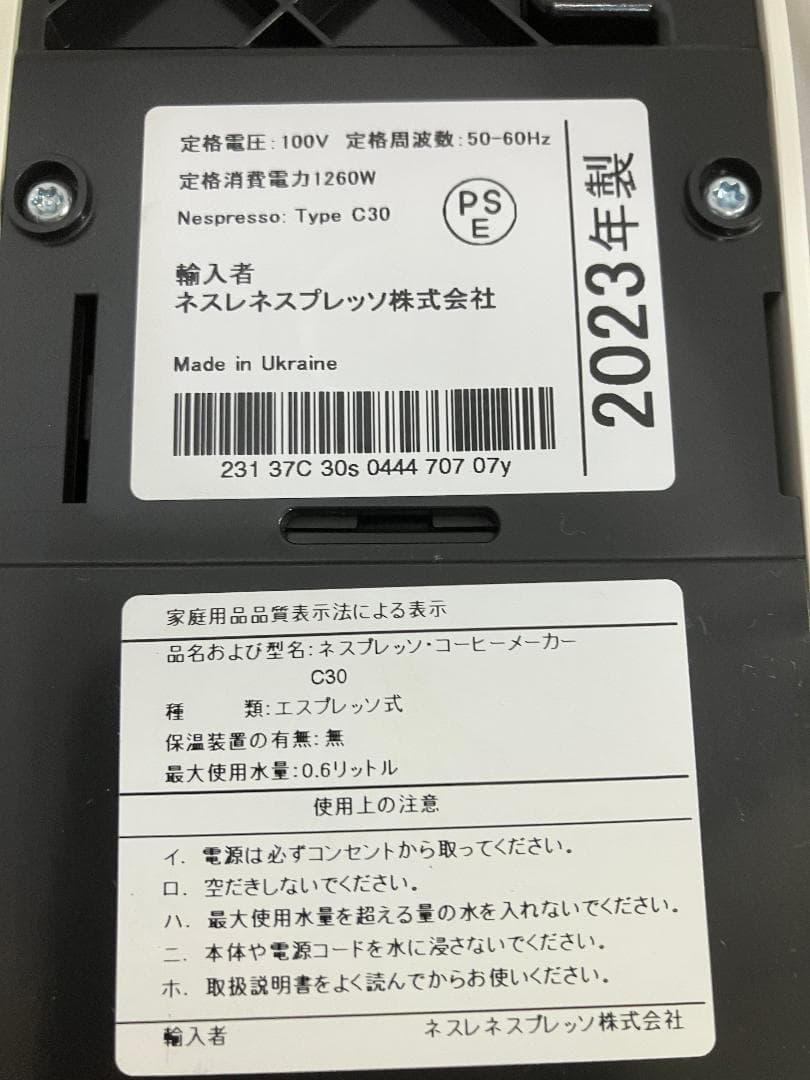 定格電圧:100V 定格周波数:50-60Hz
定格消費電力1260W
Nespresso: Type C30
PS
E
輸入者
ネスレネスプレッソ株式会社
Made in Ukraine
231 37C 30s 0444 707 07y
2023年製
家庭用品品質表示法による表示
品名および型名:ネスプレッソ・コーヒーメーカー
C30
種 類:エスプレッソ式
保温装置の有無:無
最大使用水量:0.6リットル
使用上の注意
イ. 電源は必ずコンセントから取ってください。
ロ. 空だきしないでください。
ハ. 最大使用水量を超える量の水を入れないでください。
ニ. 本体や電源コードを水に浸さないでください。
ホ. 取扱説明書をよく読んでからお使いください。
輸入者 ネスレネスプレッソ株式会社